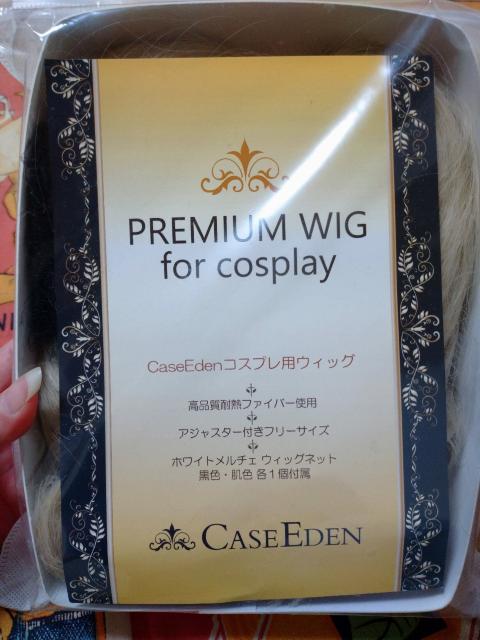 PREMIUM WIG
for cosplay
CaseEdenコスプレ用ウィッグ
高品質耐熱ファイバー使用
アジャスター付きフリーサイズ
ホワイトメルチェ ウィッグネット
黒色・肌色 各1個付属
CASEEDEN